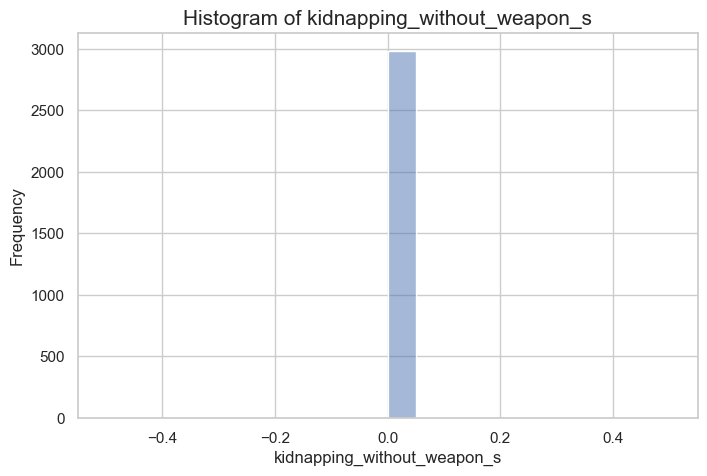 Histogram of kidnapping_without_weapon_s
3000
2500
2000
1500
1000
500
0
Frequency
−0.4 −0.2 0.0 0.2 0.4
kidnapping_without_weapon_s